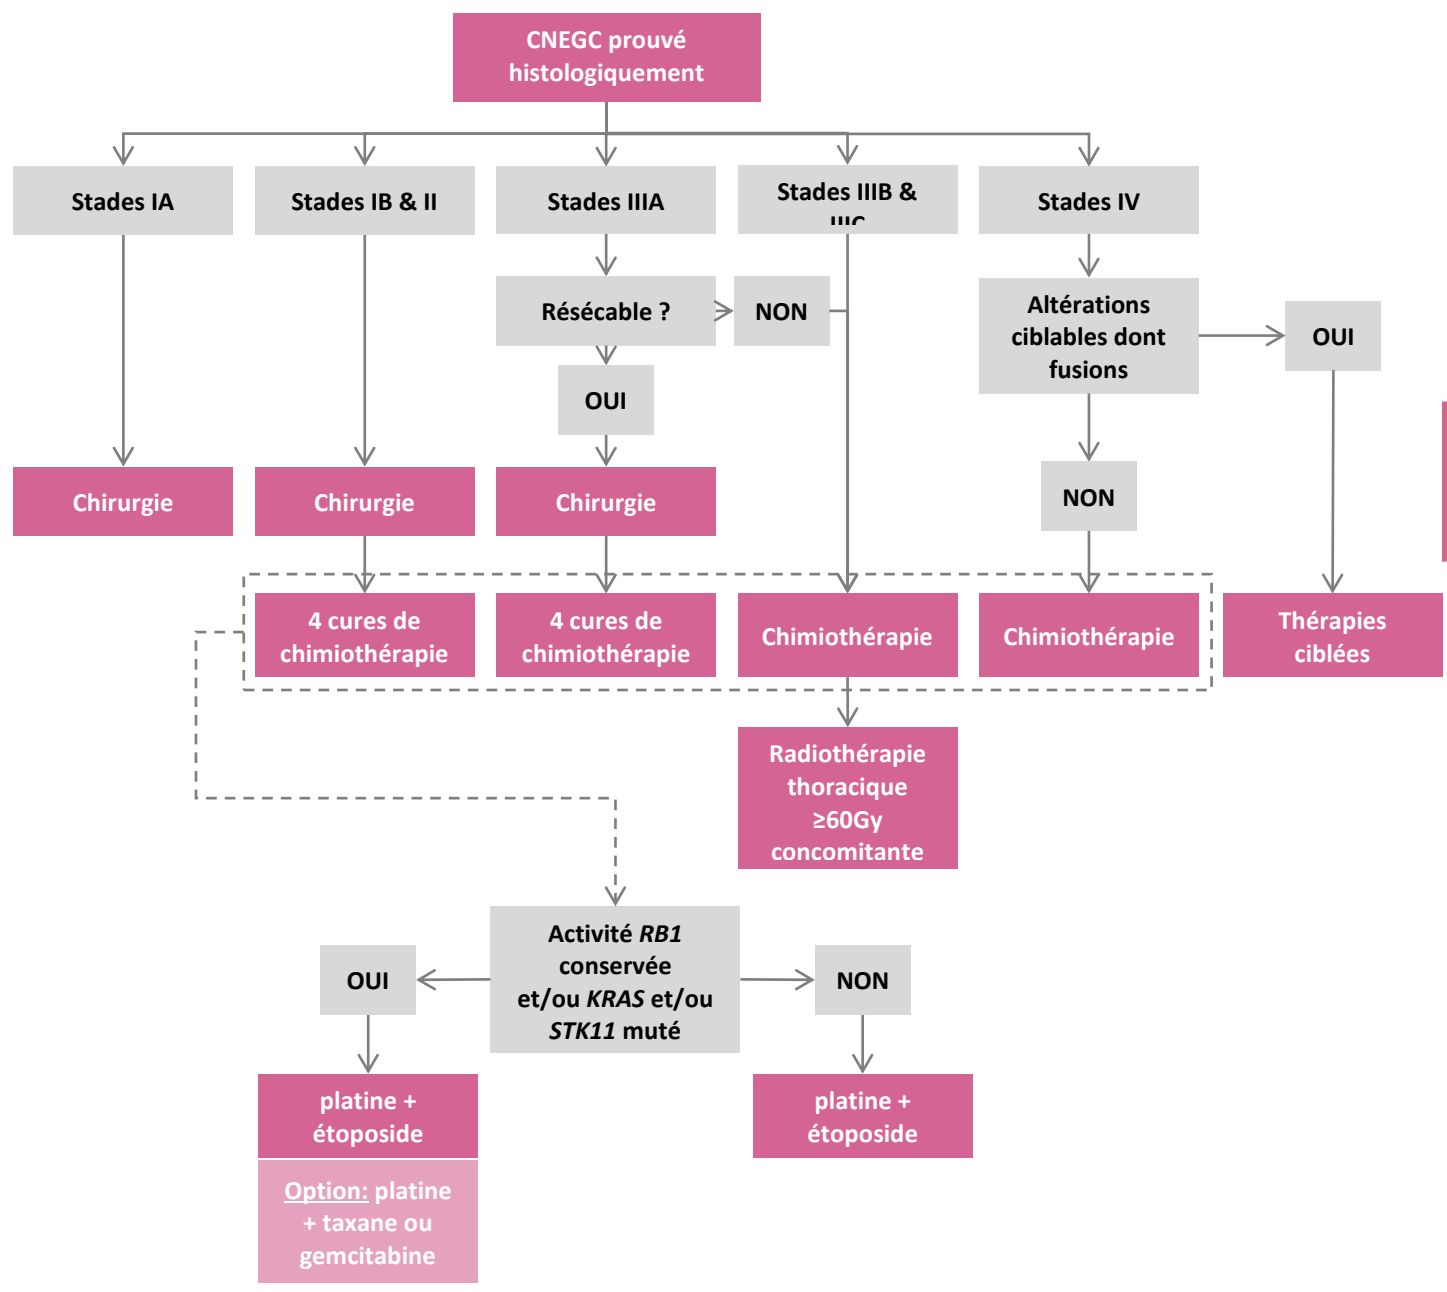 CNEGC prouvé
histologiquement
Stades IA
Stades IB & II
Stades IIIA
Stades IIIB &
IIIC
Stades IV
Résécable ?
NON
Altérations
ciblables dont
fusions
OUI
OUI
NON
Chirurgie
Chirurgie
Chirurgie
4 cures de
chimiothérapie
4 cures de
chimiothérapie
Chimiothérapie
Chimiothérapie
Thérapies
ciblées
Radiothérapie
thoracique
≥60Gy
concomitante
Activité RB1
conservée
et/ou KRAS et/ou
STK11 muté
OUI
NON
platine +
étoposide
platine +
étoposide
Option: platine
+ taxane ou
gemcitabine